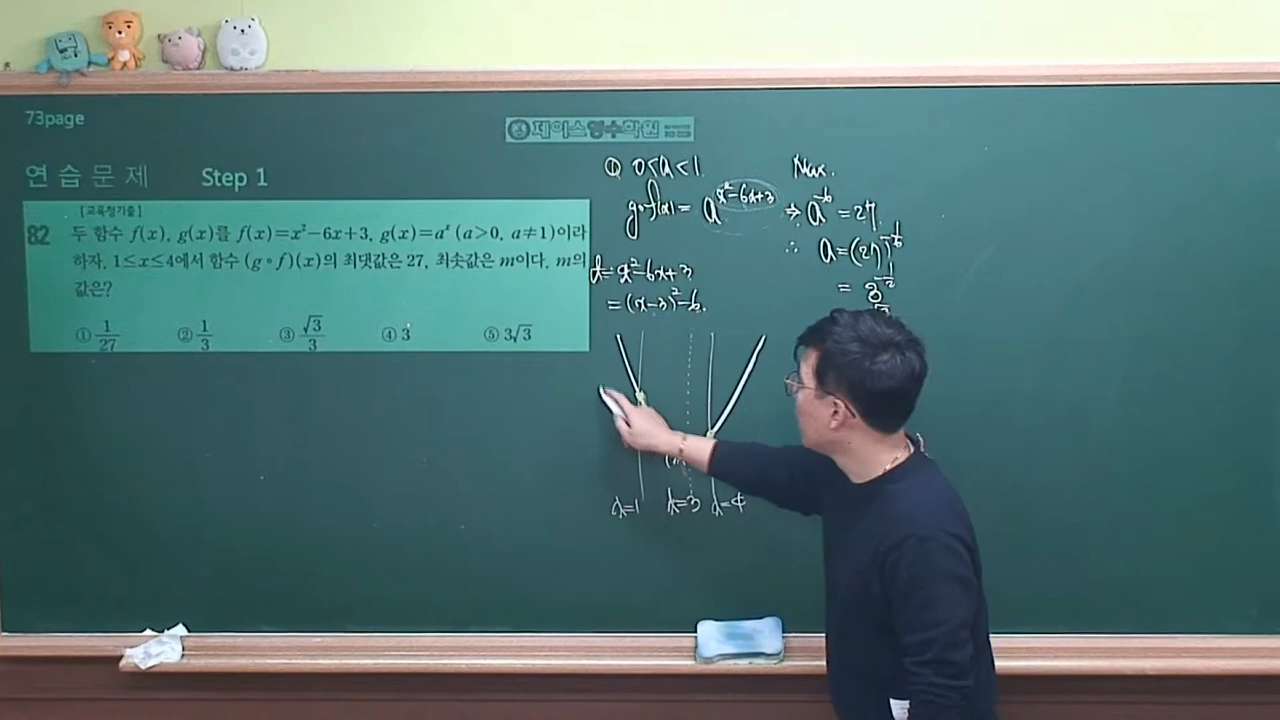 73page
제이스영수학원
연습문제 Step 1
[교육청기출]
82 두 함수 f(x), g(x)를 f(x)=x²-6x+3, g(x)=aˣ (a>0, a≠1)이라
하자. 1≤x≤4에서 함수 (g∘f)(x)의 최댓값은 27, 최솟값은 m이다. m의
값은?
① 1/27 ② 1/3 ③ √3/3 ④ 3 ⑤ 3√3
① 0<a<1.
g∘f(x)= a^(x²-6x+3)
t=x²-6x+3
=(x-3)²-6.
x=1 x=3 x=4
Max.
⇒ a⁻⁶ =27.
∴ a=(27)^(-1/6)
= 3^(-1/2)